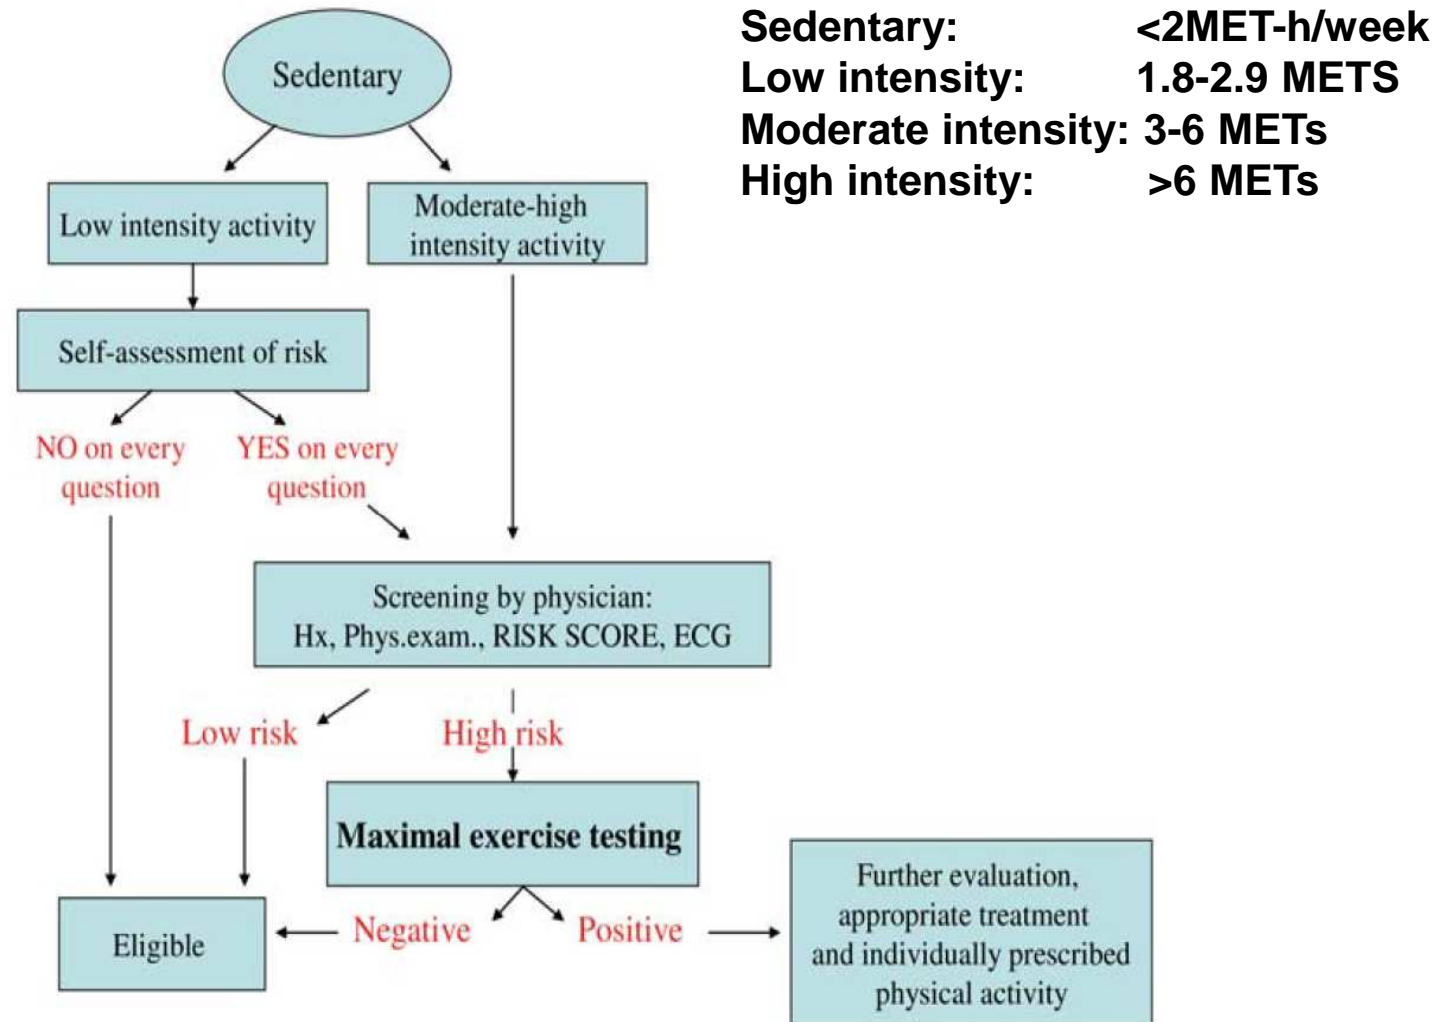 Sedentary: <2MET-h/week
Low intensity: 1.8-2.9 METS
Moderate intensity: 3-6 METs
High intensity: >6 METs
Sedentary
Low intensity activity
Moderate-high
intensity activity
Self-assessment of risk
NO on every
question
YES on every
question
Screening by physician:
Hx, Phys.exam., RISK SCORE, ECG
Low risk
High risk
Maximal exercise testing
Eligible
Negative
Positive
Further evaluation,
appropriate treatment
and individually prescribed
physical activity